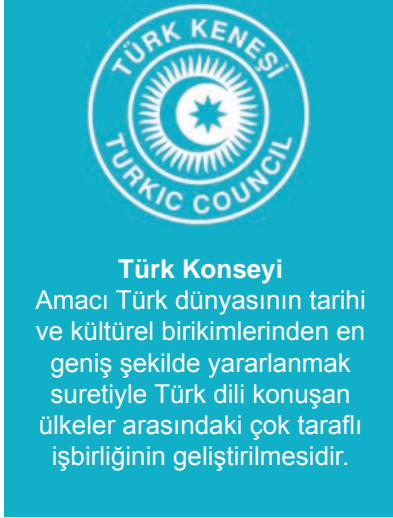 TÜRK KENEŞİ
TURKIC COUNCIL
Türk Konseyi
Amacı Türk dünyasının tarihi
ve kültürel birikimlerinden en
geniş şekilde yararlanmak
suretiyle Türk dili konuşan
ülkeler arasındaki çok taraflı
işbirliğinin geliştirilmesidir.